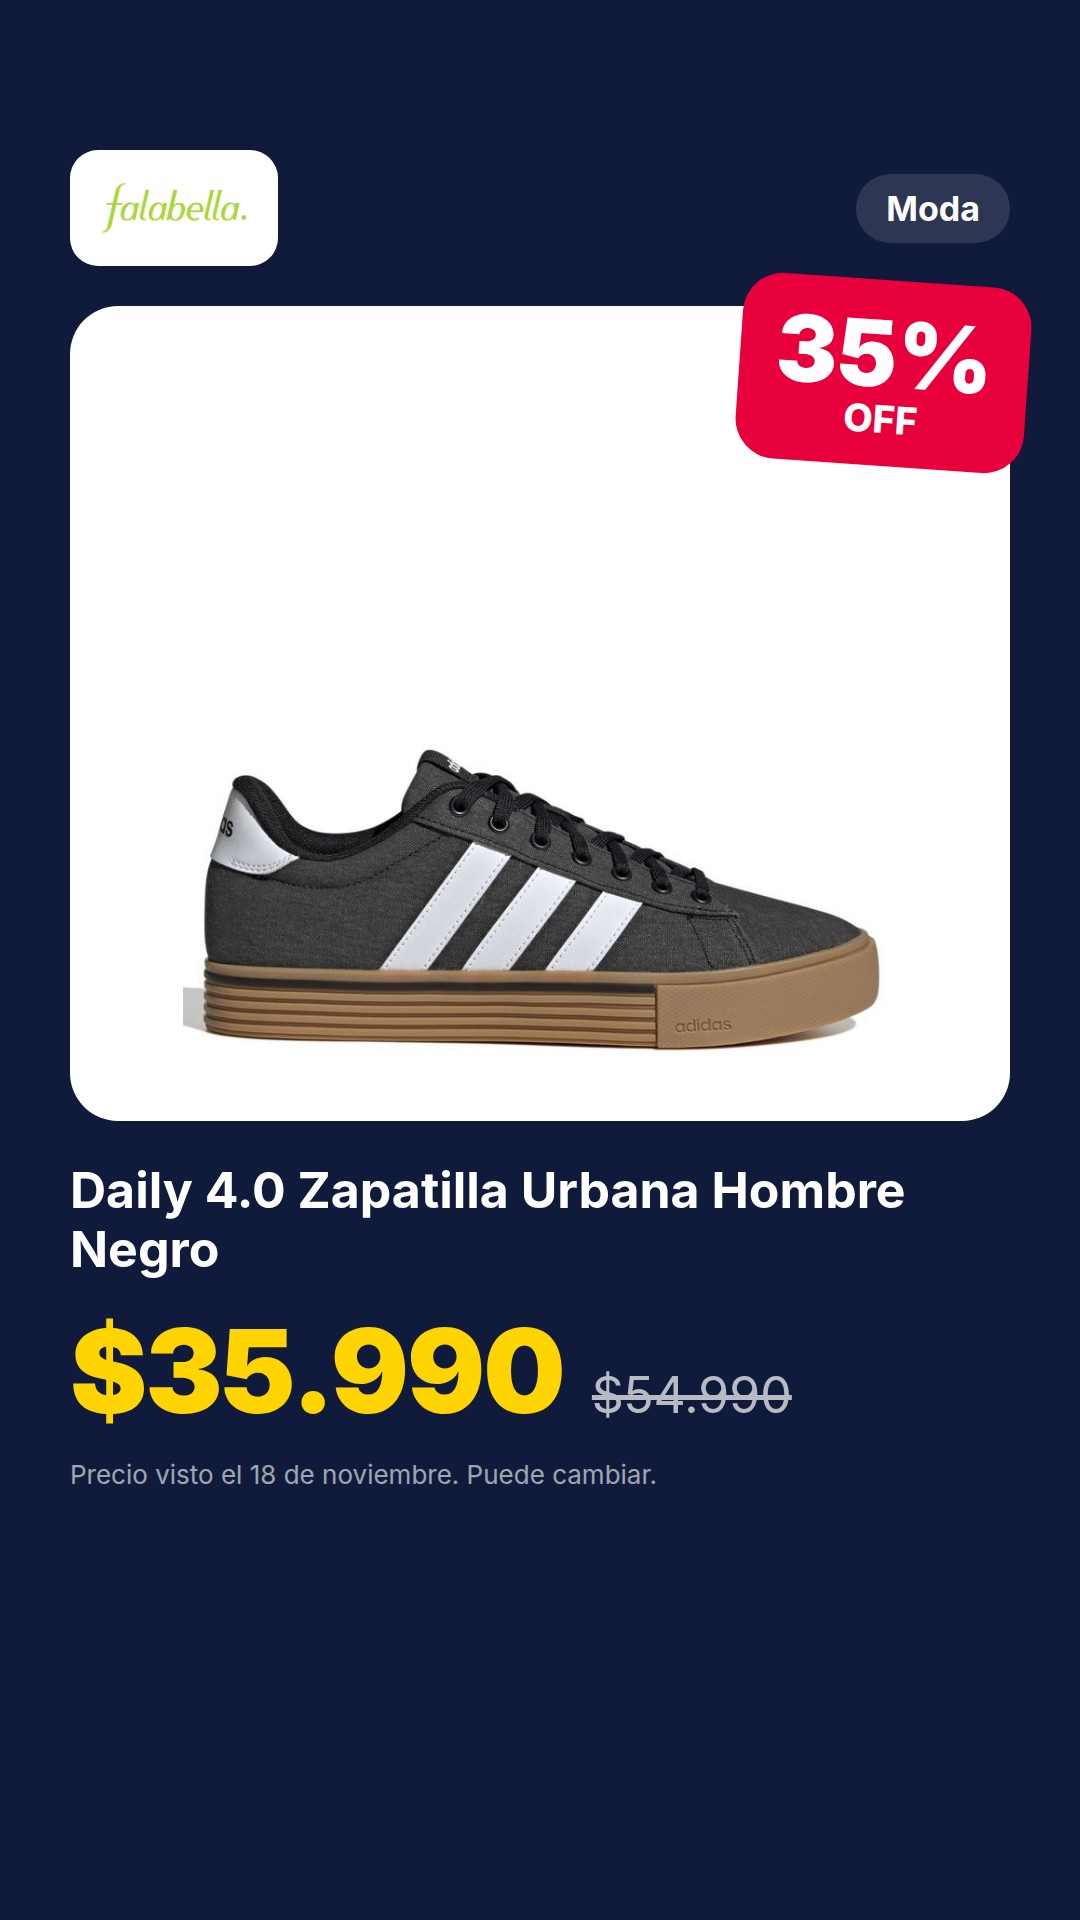 falabella.
Moda
35%
OFF
as
adidas
Daily 4.0 Zapatilla Urbana Hombre
Negro
$35.990 $54.990
Precio visto el 18 de noviembre. Puede cambiar.